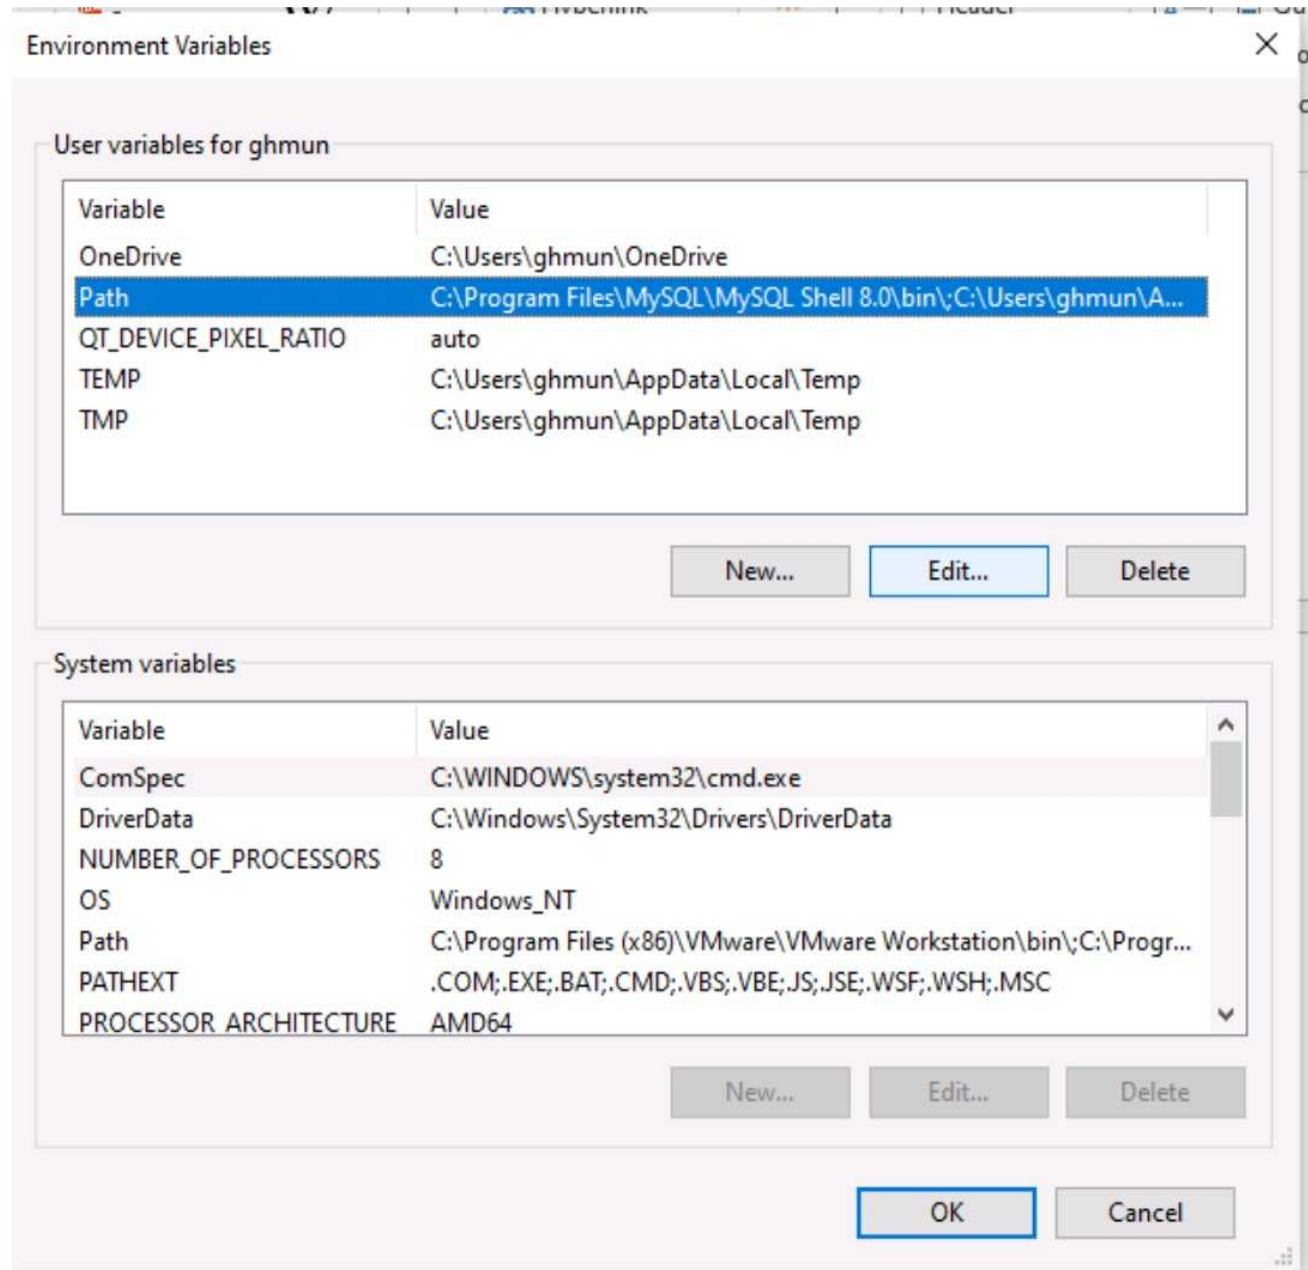 Environment Variables
User variables for ghmun
Variable Value
OneDrive C:\Users\ghmun\OneDrive
Path C:\Program Files\MySQL\MySQL Shell 8.0\bin\;C:\Users\ghmun\A...
QT_DEVICE_PIXEL_RATIO auto
TEMP C:\Users\ghmun\AppData\Local\Temp
TMP C:\Users\ghmun\AppData\Local\Temp
New... Edit... Delete
System variables
Variable Value
ComSpec C:\WINDOWS\system32\cmd.exe
DriverData C:\Windows\System32\Drivers\DriverData
NUMBER_OF_PROCESSORS 8
OS Windows_NT
Path C:\Program Files (x86)\VMware\VMware Workstation\bin\;C:\Progr...
PATHEXT .COM;.EXE;.BAT;.CMD;.VBS;.VBE;.JS;.JSE;.WSF;.WSH;.MSC
PROCESSOR_ARCHITECTURE AMD64
New... Edit... Delete
OK Cancel